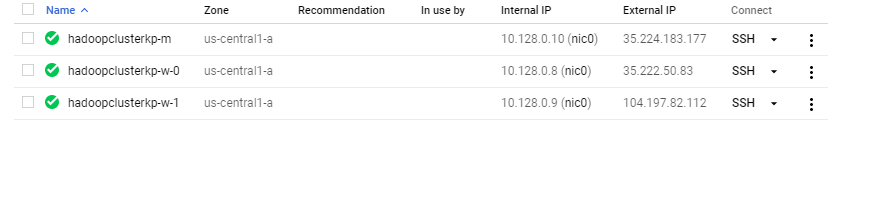 Name Zone Recommendation In use by Internal IP External IP Connect
hadoopclusterkp-m us-central1-a 10.128.0.10 (nic0) 35.224.183.177 SSH
hadoopclusterkp-w-0 us-central1-a 10.128.0.8 (nic0) 35.222.50.83 SSH
hadoopclusterkp-w-1 us-central1-a 10.128.0.9 (nic0) 104.197.82.112 SSH